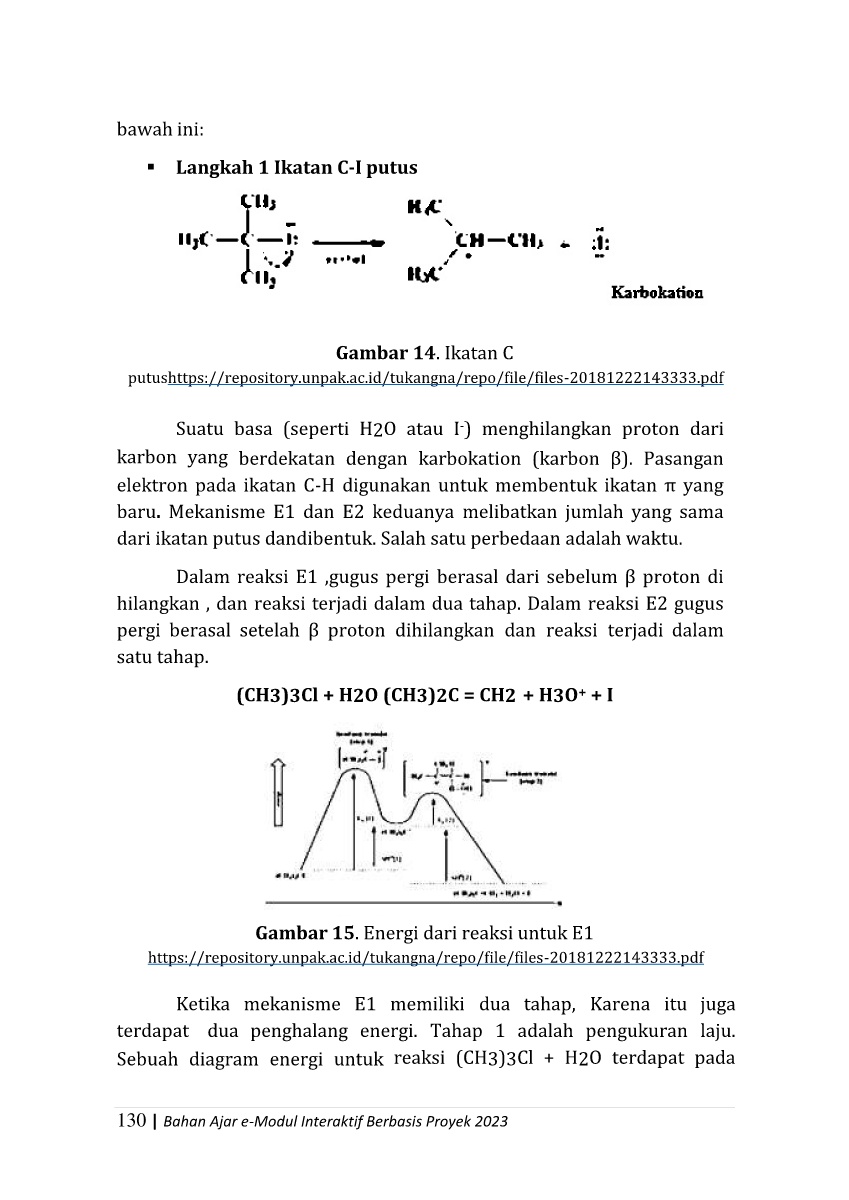 bawah ini:
▪ Langkah 1 Ikatan C-I putus
CH₃
H₃C
H₃C—C—I:
CH—CH₃
CH₃
H₃C
Karbokation
Gambar 14. Ikatan C
putushttps://repository.unpak.ac.id/tukangna/repo/file/files-20181222143333.pdf
Suatu basa (seperti H2O atau I-) menghilangkan proton dari
karbon yang berdekatan dengan karbokation (karbon β). Pasangan
elektron pada ikatan C-H digunakan untuk membentuk ikatan π yang
baru. Mekanisme E1 dan E2 keduanya melibatkan jumlah yang sama
dari ikatan putus dandibentuk. Salah satu perbedaan adalah waktu.
Dalam reaksi E1 ,gugus pergi berasal dari sebelum β proton di
hilangkan , dan reaksi terjadi dalam dua tahap. Dalam reaksi E2 gugus
pergi berasal setelah β proton dihilangkan dan reaksi terjadi dalam
satu tahap.
(CH3)3Cl + H2O (CH3)2C = CH2 + H3O⁺ + I
Gambar 15. Energi dari reaksi untuk E1
https://repository.unpak.ac.id/tukangna/repo/file/files-20181222143333.pdf
Ketika mekanisme E1 memiliki dua tahap, Karena itu juga
terdapat dua penghalang energi. Tahap 1 adalah pengukuran laju.
Sebuah diagram energi untuk reaksi (CH3)3Cl + H2O terdapat pada
130 | Bahan Ajar e-Modul Interaktif Berbasis Proyek 2023